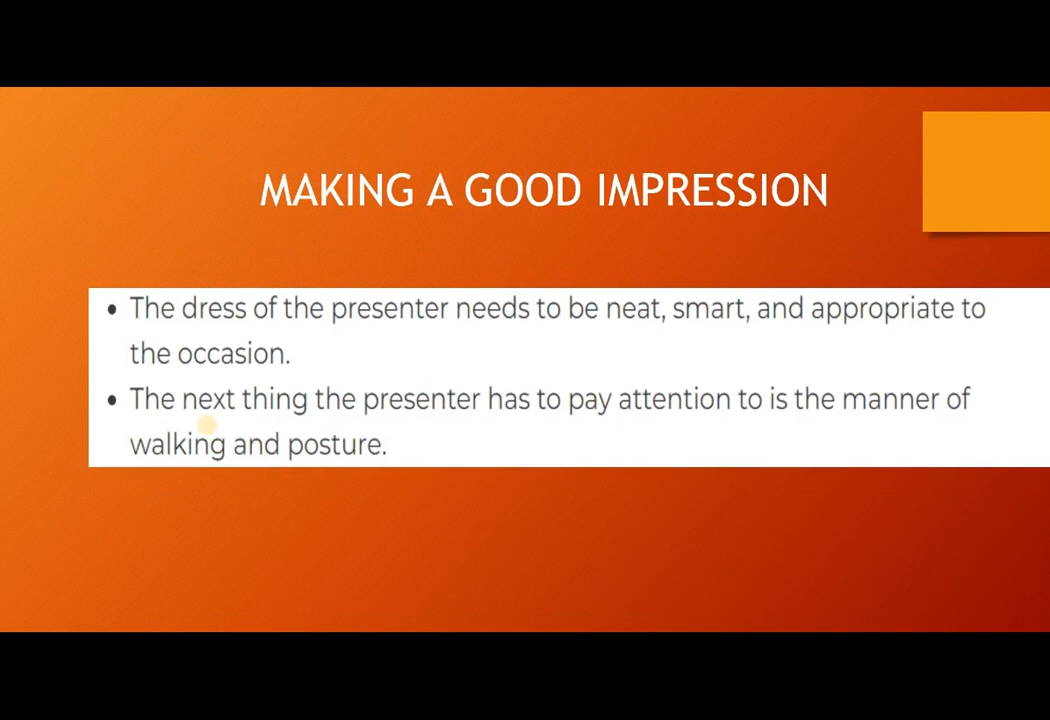 MAKING A GOOD IMPRESSION
• The dress of the presenter needs to be neat, smart, and appropriate to
the occasion.
• The next thing the presenter has to pay attention to is the manner of
walking and posture.